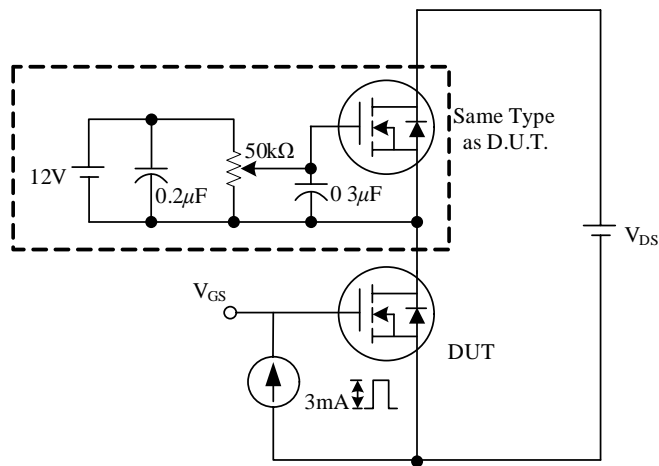 Same Type
as D.U.T.
50kΩ
12V
0.2μF
0 3μF
V_DS
V_GS
DUT
3mA